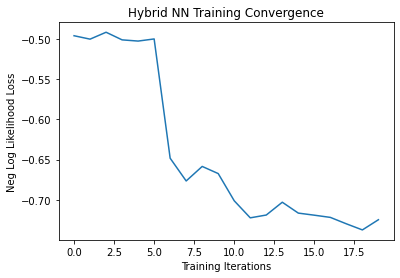 Hybrid NN Training Convergence
Neg Log Likelihood Loss
−0.50
−0.55
−0.60
−0.65
−0.70
0.0 2.5 5.0 7.5 10.0 12.5 15.0 17.5
Training Iterations